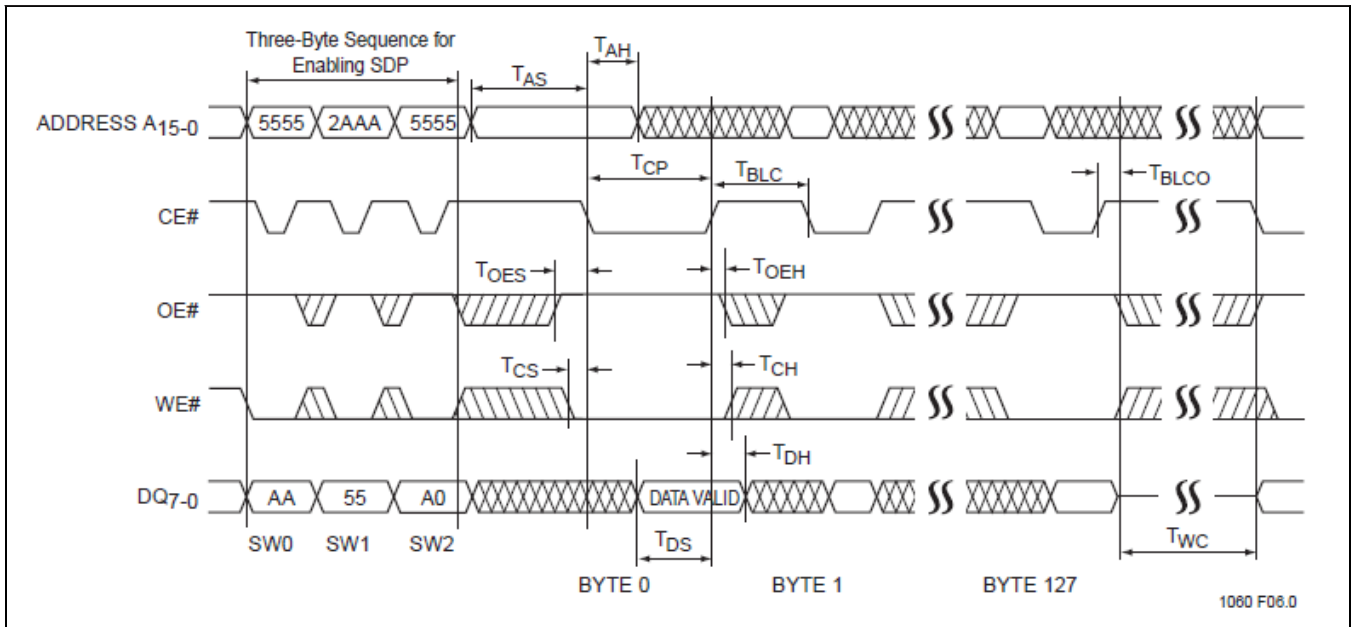 Three-Byte Sequence for
Enabling SDP
TAS
TAH
ADDRESS A15-0
5555
2AAA
5555
TCP
TBLC
TBLCO
CE#
TOES
TOEH
OE#
TCS
TCH
WE#
TDH
DQ7-0
AA
55
A0
DATA VALID
SW0
SW1
SW2
TDS
TWC
BYTE 0
BYTE 1
BYTE 127
1060 F06.0